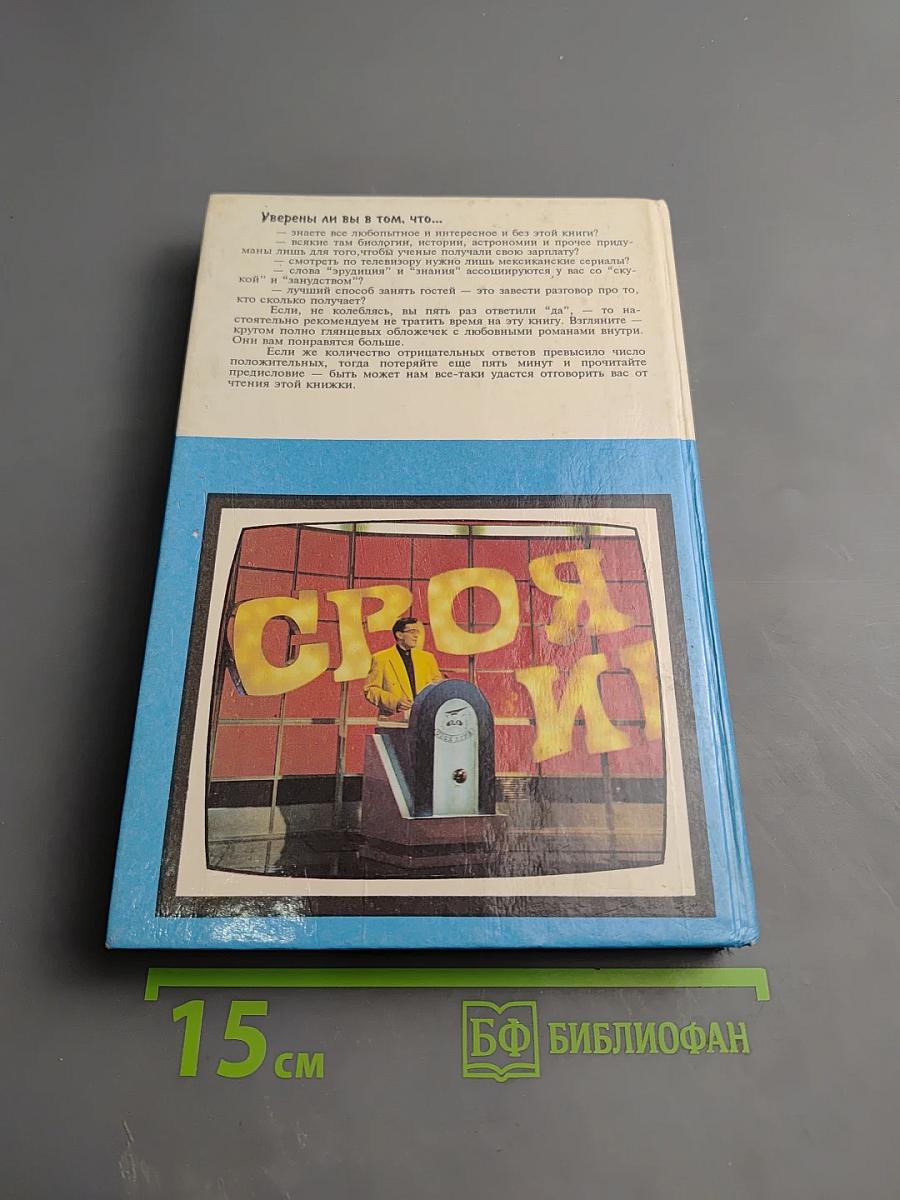 Уверены ли вы в том, что...
— знаете все любопытное и интересное и без этой книги?
— всякие там биологии, истории, астрономии и прочее приду-
маны лишь для того,чтобы ученые получали свою зарплату?
— смотреть по телевизору нужно лишь мексиканские сериалы?
— слова "эрудиция" и "знания" ассоциируются у вас со "ску-
кой" и "занудством"?
— лучший способ занять гостей — это завести разговор про то,
кто сколько получает?
Если, не колеблясь, вы пять раз ответили "да", — то на-
стоятельно рекомендуем не тратить время на эту книгу. Взгляните —
кругом полно глянцевых обложечек с любовными романами внутри.
Они вам понравятся больше.
Если же количество отрицательных ответов превысило число
положительных, тогда потеряйте еще пять минут и прочитайте
предисловие — быть может нам все-таки удастся отговорить вас от
чтения этой книжки.
СРОЯ
И
15 см
БФ БИБЛИОФАН